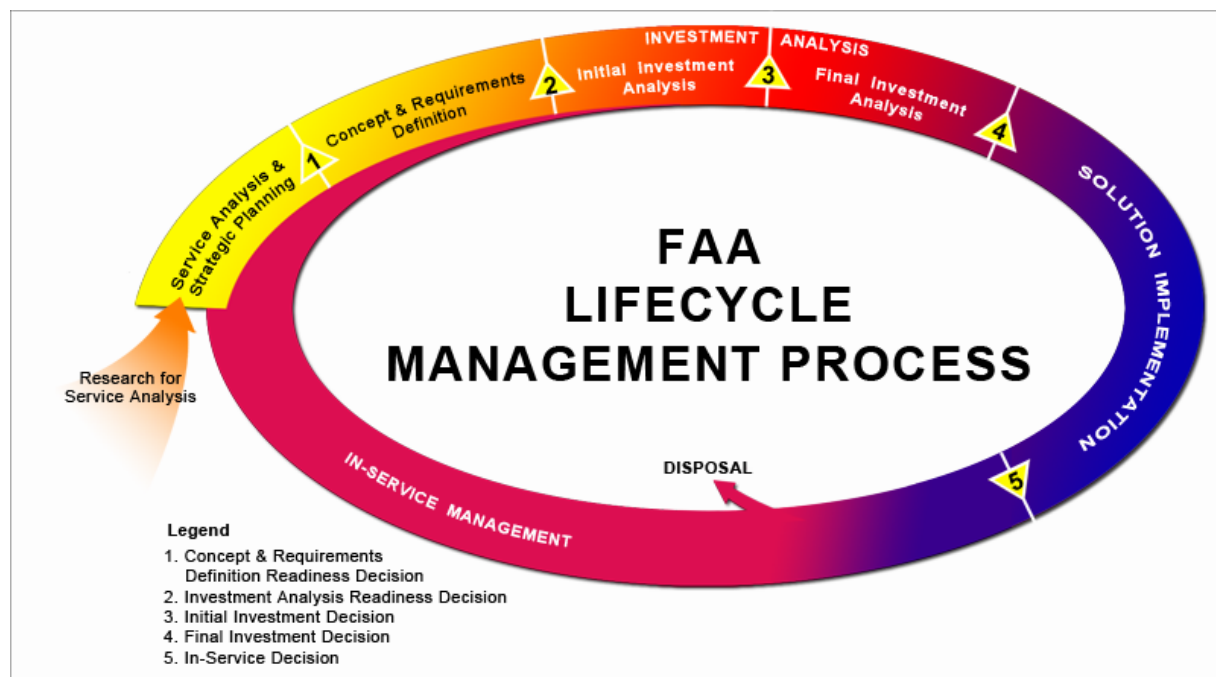 INVESTMENT ANALYSIS
Service Analysis &
Strategic Planning
1
Concept & Requirements
Definition
2
Initial Investment
Analysis
3
Final Investment
Analysis
4
SOLUTION IMPLEMENTATION
5
FAA
LIFECYCLE
MANAGEMENT PROCESS
Research for
Service Analysis
DISPOSAL
IN-SERVICE MANAGEMENT
Legend
1. Concept & Requirements
Definition Readiness Decision
2. Investment Analysis Readiness Decision
3. Initial Investment Decision
4. Final Investment Decision
5. In-Service Decision